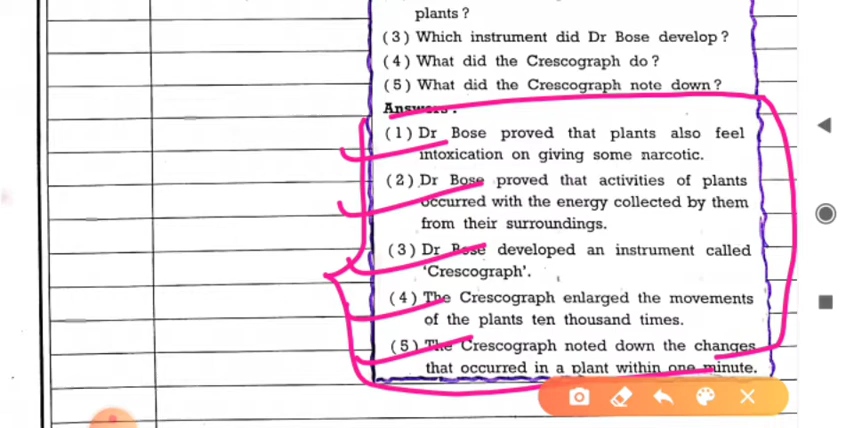 plants ?
(3) Which instrument did Dr Bose develop ?
(4) What did the Crescograph do ?
(5) What did the Crescograph note down ?
Answers :
(1) Dr Bose proved that plants also feel
intoxication on giving some narcotic.
(2) Dr Bose proved that activities of plants
occurred with the energy collected by them
from their surroundings.
(3) Dr Bose developed an instrument called
'Crescograph'.
(4) The Crescograph enlarged the movements
of the plants ten thousand times.
(5) The Crescograph noted down the changes
that occurred in a plant within one minute.